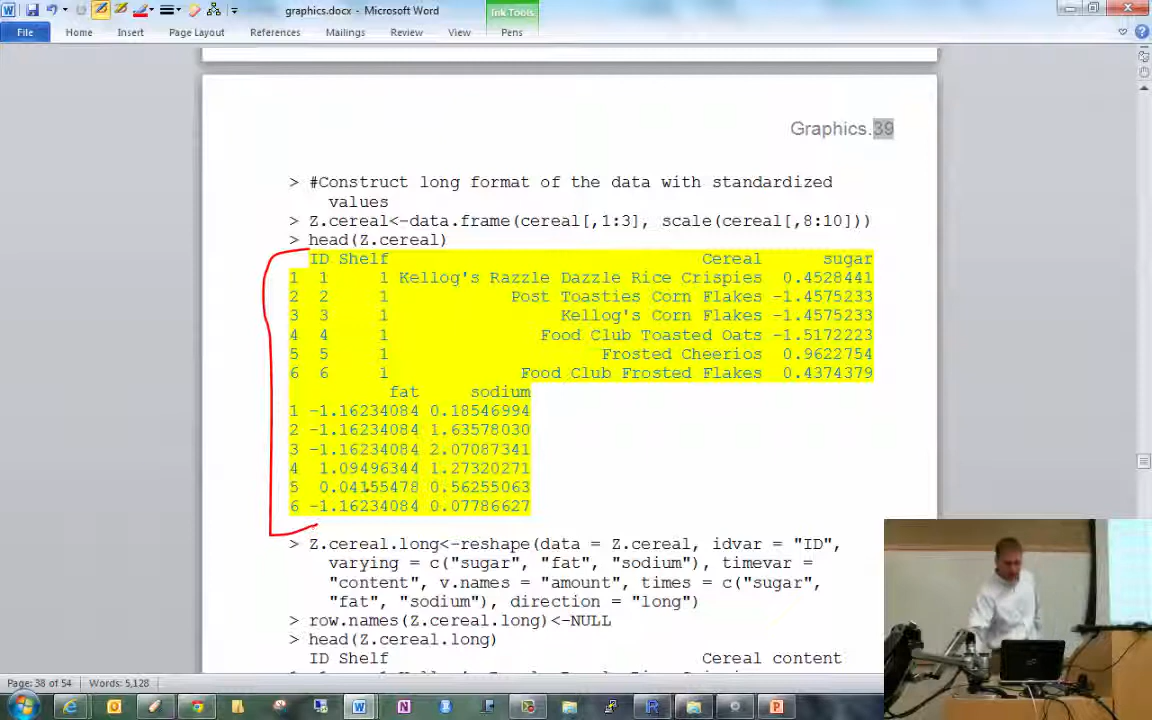 graphics.docx - Microsoft Word
Ink Tools
File Home Insert Page Layout References Mailings Review View Pens
Graphics.39
> #Construct long format of the data with standardized
values
> Z.cereal<-data.frame(cereal[,1:3], scale(cereal[,8:10]))
> head(Z.cereal)
ID Shelf Cereal sugar
1 1 1 Kellog's Razzle Dazzle Rice Crispies 0.4528441
2 2 1 Post Toasties Corn Flakes -1.4575233
3 3 1 Kellog's Corn Flakes -1.4575233
4 4 1 Food Club Toasted Oats -1.5172223
5 5 1 Frosted Cheerios 0.9622754
6 6 1 Food Club Frosted Flakes 0.4374379
fat sodium
1 -1.16234084 0.18546994
2 -1.16234084 1.63578030
3 -1.16234084 2.07087341
4 1.09496344 1.27320271
5 0.04155478 0.56255063
6 -1.16234084 0.07786627
> Z.cereal.long<-reshape(data = Z.cereal, idvar = "ID",
varying = c("sugar", "fat", "sodium"), timevar =
"content", v.names = "amount", times = c("sugar",
"fat", "sodium"), direction = "long")
> row.names(Z.cereal.long)<-NULL
> head(Z.cereal.long)
ID Shelf Cereal content
Page: 38 of 54 Words: 5,128